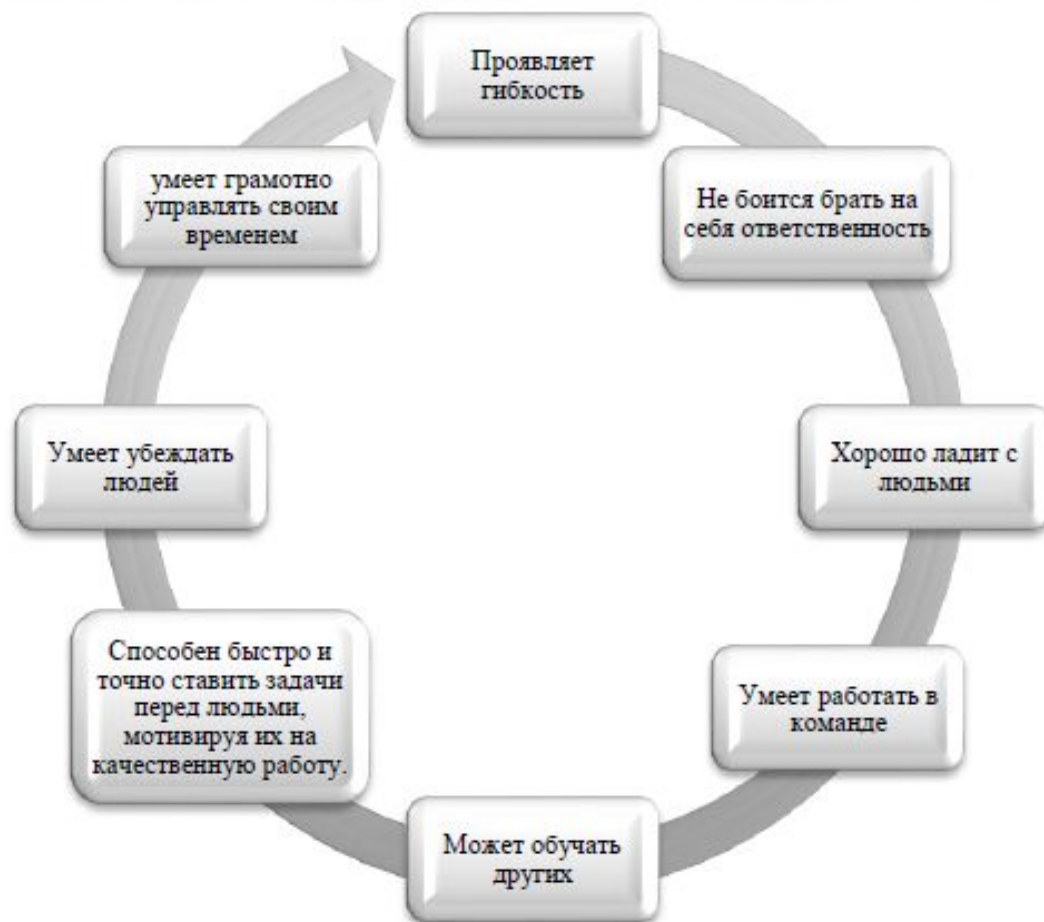 Проявляет
гибкость
Не боится брать на
себя ответственность
Хорошо ладит с
людьми
Умеет работать в
команде
Может обучать
других
Способен быстро и
точно ставить задачи
перед людьми,
мотивируя их на
качественную работу.
Умеет убеждать
людей
умеет грамотно
управлять своим
временем